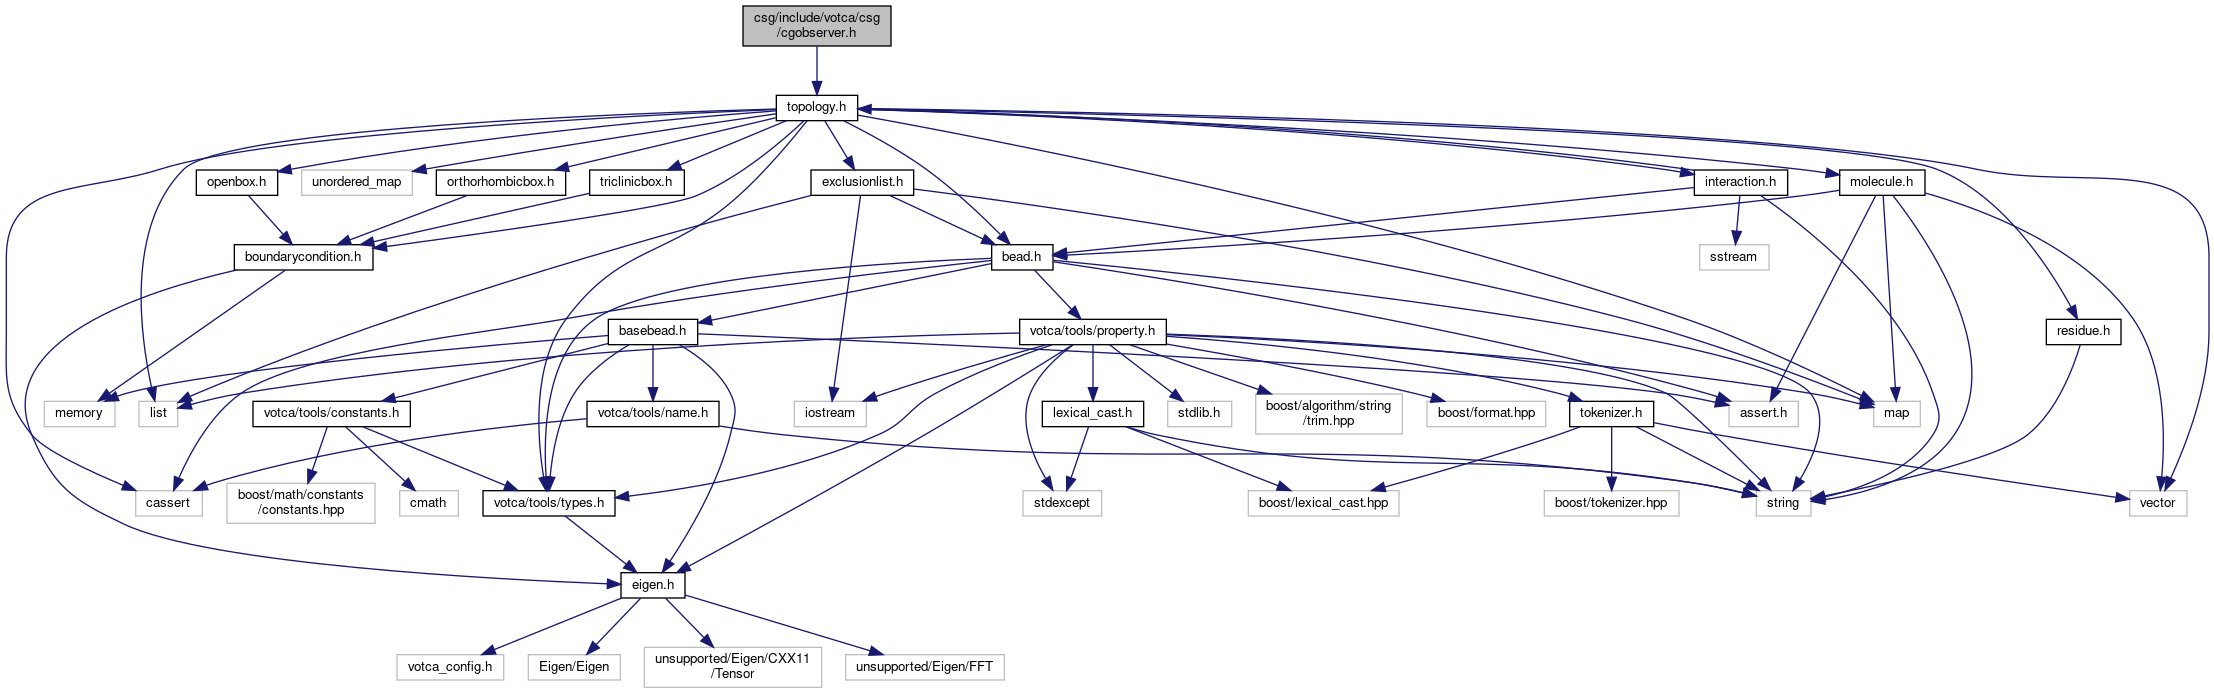 csg/include/votca/csg
/cgobserver.h
topology.h
openbox.h
unordered_map
orthorhombicbox.h
triclinicbox.h
exclusionlist.h
interaction.h
molecule.h
boundarycondition.h
bead.h
sstream
basebead.h
votca/tools/property.h
residue.h
memory
list
votca/tools/constants.h
votca/tools/name.h
iostream
lexical_cast.h
stdlib.h
boost/algorithm/string
/trim.hpp
boost/format.hpp
tokenizer.h
assert.h
map
cassert
boost/math/constants
/constants.hpp
cmath
votca/tools/types.h
stdexcept
boost/lexical_cast.hpp
boost/tokenizer.hpp
string
vector
eigen.h
votca_config.h
Eigen/Eigen
unsupported/Eigen/CXX11
/Tensor
unsupported/Eigen/FFT